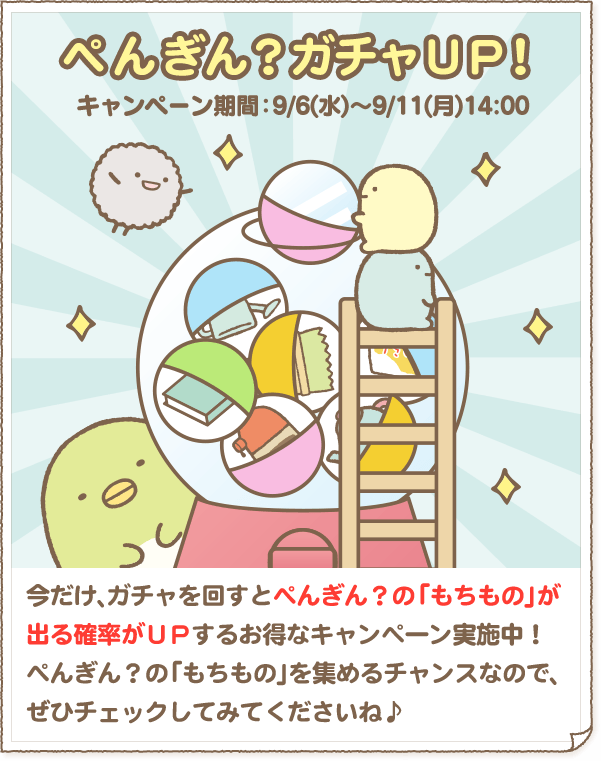 ぺんぎん？ガチャＵＰ！
キャンペーン期間：9/6(水)～9/11(月)14:00
今だけ､ガチャを回すとぺんぎん？の｢もちもの｣が
出る確率がＵＰするお得なキャンペーン実施中！
ぺんぎん？の｢もちもの｣を集めるチャンスなので､
ぜひチェックしてみてくださいね♪